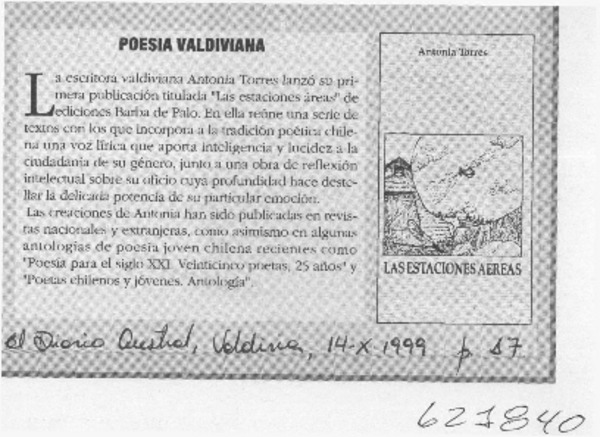 POESIA VALDIVIANA
La escritora valdiviana Antonia Torres lanzó su pri-
mera publicación titulada "Las estaciones áreas" de
ediciones Barba de Palo. En ella reúne una serie de
textos con los que incorpora a la tradición poética chile-
na una voz lírica que aporta inteligencia y lucidez a la
ciudadanía de su género, junto a una obra de reflexión
intelectual sobre su oficio cuya profundidad hace deste-
llar la delicada potencia de su particular emoción.
Las creaciones de Antonia han sido publicadas en revis-
tas nacionales y extranjeras, como asimismo en algunas
antologías de poesía joven chilena recientes como
"Poesía para el siglo XXI. Veinticinco poetas, 25 años" y
"Poetas chilenos y jóvenes. Antología".
Antonia Torres
LAS ESTACIONES AEREAS
El Diario Austral, Valdivia, 14-X.1999 p. A7
621840